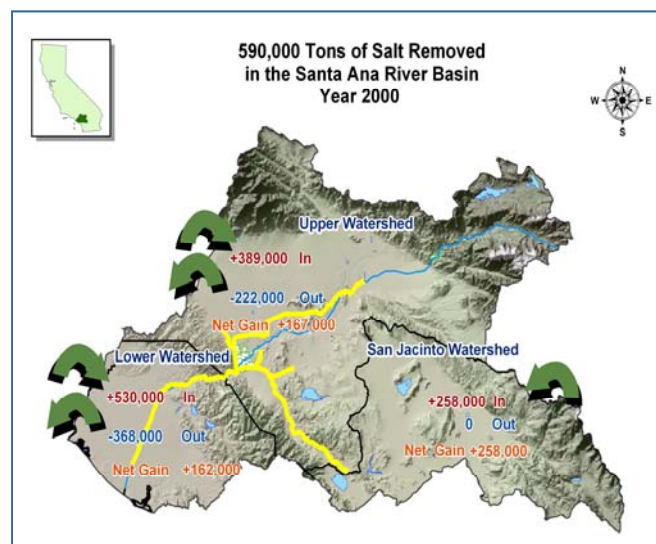 590,000 Tons of Salt Removed
in the Santa Ana River Basin
Year 2000
N
W E
S
Upper Watershed
+389,000 In
-222,000 Out
Net Gain +167,000
Lower Watershed
+530,000 In
-368,000 Out
Net Gain +162,000
San Jacinto Watershed
+258,000 In
0 Out
Net Gain +258,000